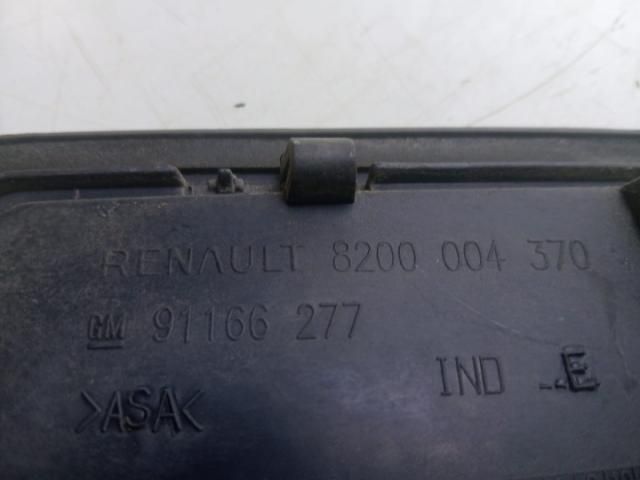 RENAULT 8200 004 370
GM 91166 277
IND E
>ASA<